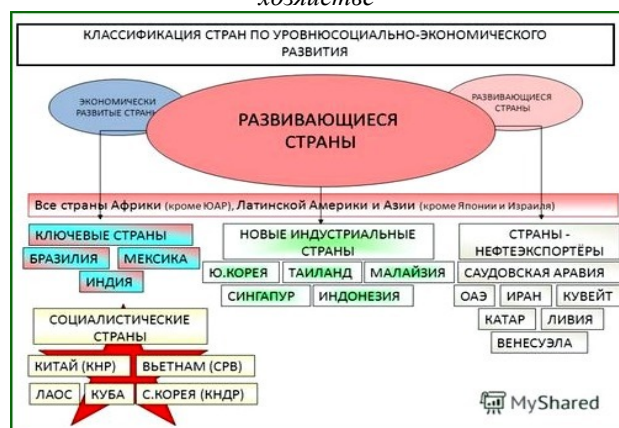 хозяйстве
КЛАССИФИКАЦИЯ СТРАН ПО УРОВНЮСОЦИАЛЬНО-ЭКОНОМИЧЕСКОГО
РАЗВИТИЯ
ЭКОНОМИЧЕСКИ
РАЗВИТЫЕ СТРАНЫ
РАЗВИВАЮЩИЕСЯ
СТРАНЫ
РАЗВИВАЮЩИЕСЯ
СТРАНЫ
Все страны Африки (кроме ЮАР), Латинской Америки и Азии (кроме Японии и Израиля)
КЛЮЧЕВЫЕ СТРАНЫ
БРАЗИЛИЯ
МЕКСИКА
ИНДИЯ
НОВЫЕ ИНДУСТРИАЛЬНЫЕ
СТРАНЫ
Ю.КОРЕЯ
ТАИЛАНД
МАЛАЙЗИЯ
СИНГАПУР
ИНДОНЕЗИЯ
СТРАНЫ -
НЕФТЕЭКСПОРТЁРЫ
САУДОВСКАЯ АРАВИЯ
ОАЭ
ИРАН
КУВЕЙТ
КАТАР
ЛИВИЯ
ВЕНЕСУЭЛА
СОЦИАЛИСТИЧЕСКИЕ
СТРАНЫ
КИТАЙ (КНР)
ВЬЕТНАМ (СРВ)
ЛАОС
КУБА
С.КОРЕЯ (КНДР)
MyShared